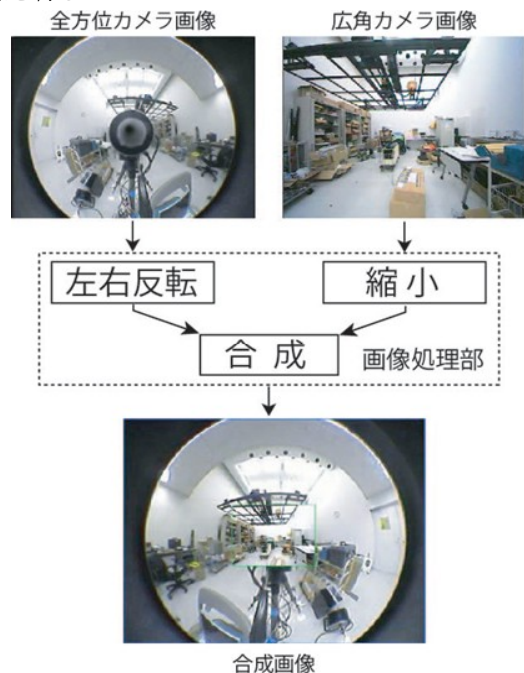 全方位カメラ画像
広角カメラ画像
左右反転
縮小
合成
画像処理部
合成画像